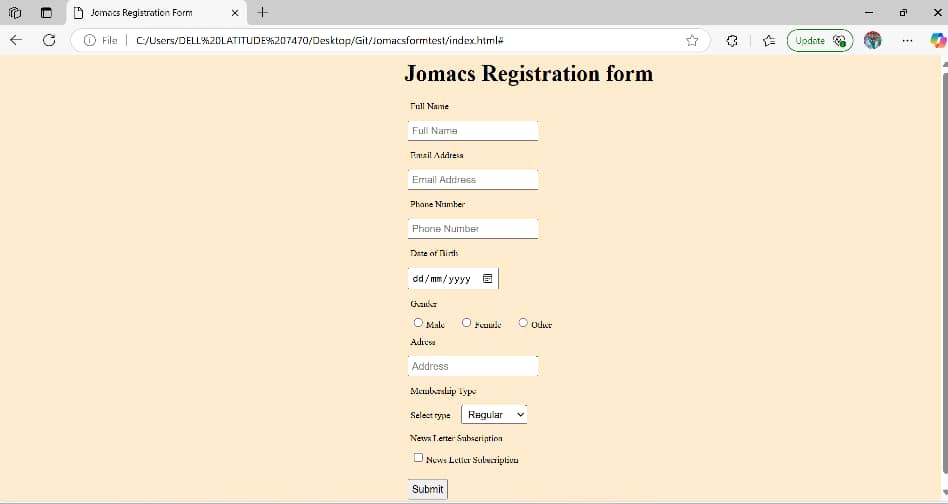 Jomacs Registration Form
File
C:/Users/DELL%20LATITUDE%207470/Desktop/Git/Jomacsformtest/index.html#
Update
Jomacs Registration form
Full Name
Full Name
Email Address
Email Address
Phone Number
Phone Number
Date of Birth
dd/mm/yyyy
Gender
Male Female Other
Adress
Address
Membership Type
Select type Regular
News Letter Subscription
News Letter Subscription
Submit